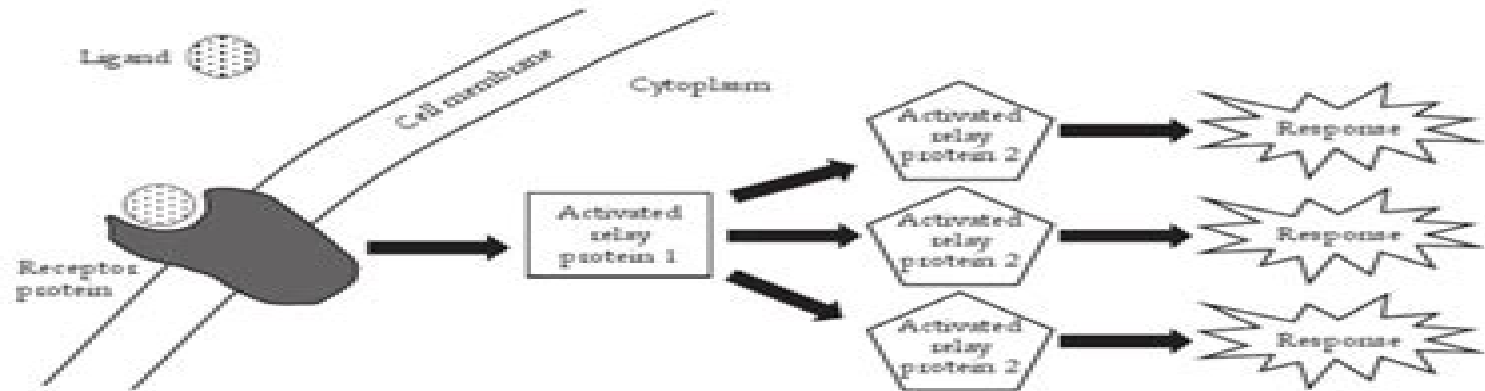 Ligand
Cell membrane
Cytoplasm
Receptor
protein
Activated
relay
protein 1
Activated
relay
protein 2
Response
Activated
relay
protein 2
Response
Activated
relay
protein 2
Response